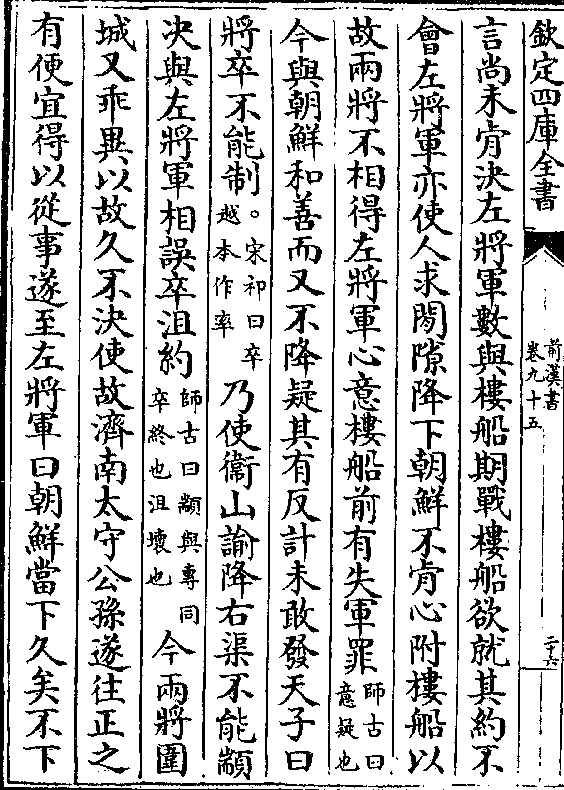 欽定四庫全書
前漢書
卷九十五
二十六
言尚未肯決左將軍數與樓船期戰樓船欲就其約不
會左將軍亦使人求閒隙降下朝鮮不肯心附樓船以
故兩將不相得左將軍心意樓船前有失軍罪師古曰意疑也
今與朝鮮和善而又不降疑其有反計未敢發天子曰
將卒不能制。宋祁曰卒越本作率乃使衛山諭降右渠不能顓
决與左將軍相誤卒沮約師古曰顓與專同卒終也沮壞也今兩將圍
城又乖異以故久不決使故濟南太守公孫遂往正之
有便宜得以從事遂至左將軍曰朝鮮當下久矣不下